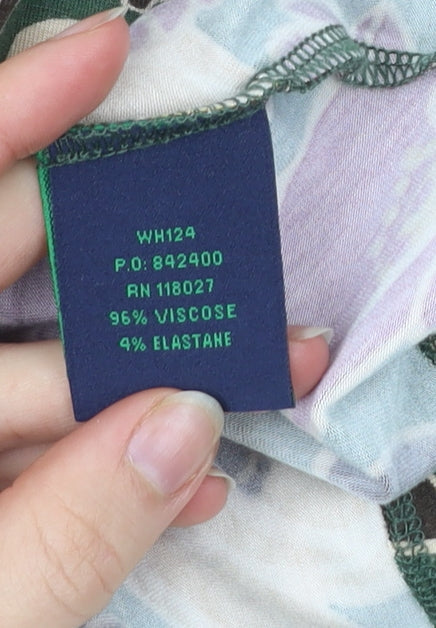 WH124
P.O: 842400
RN 118027
96% VISCOSE
4% ELASTANE